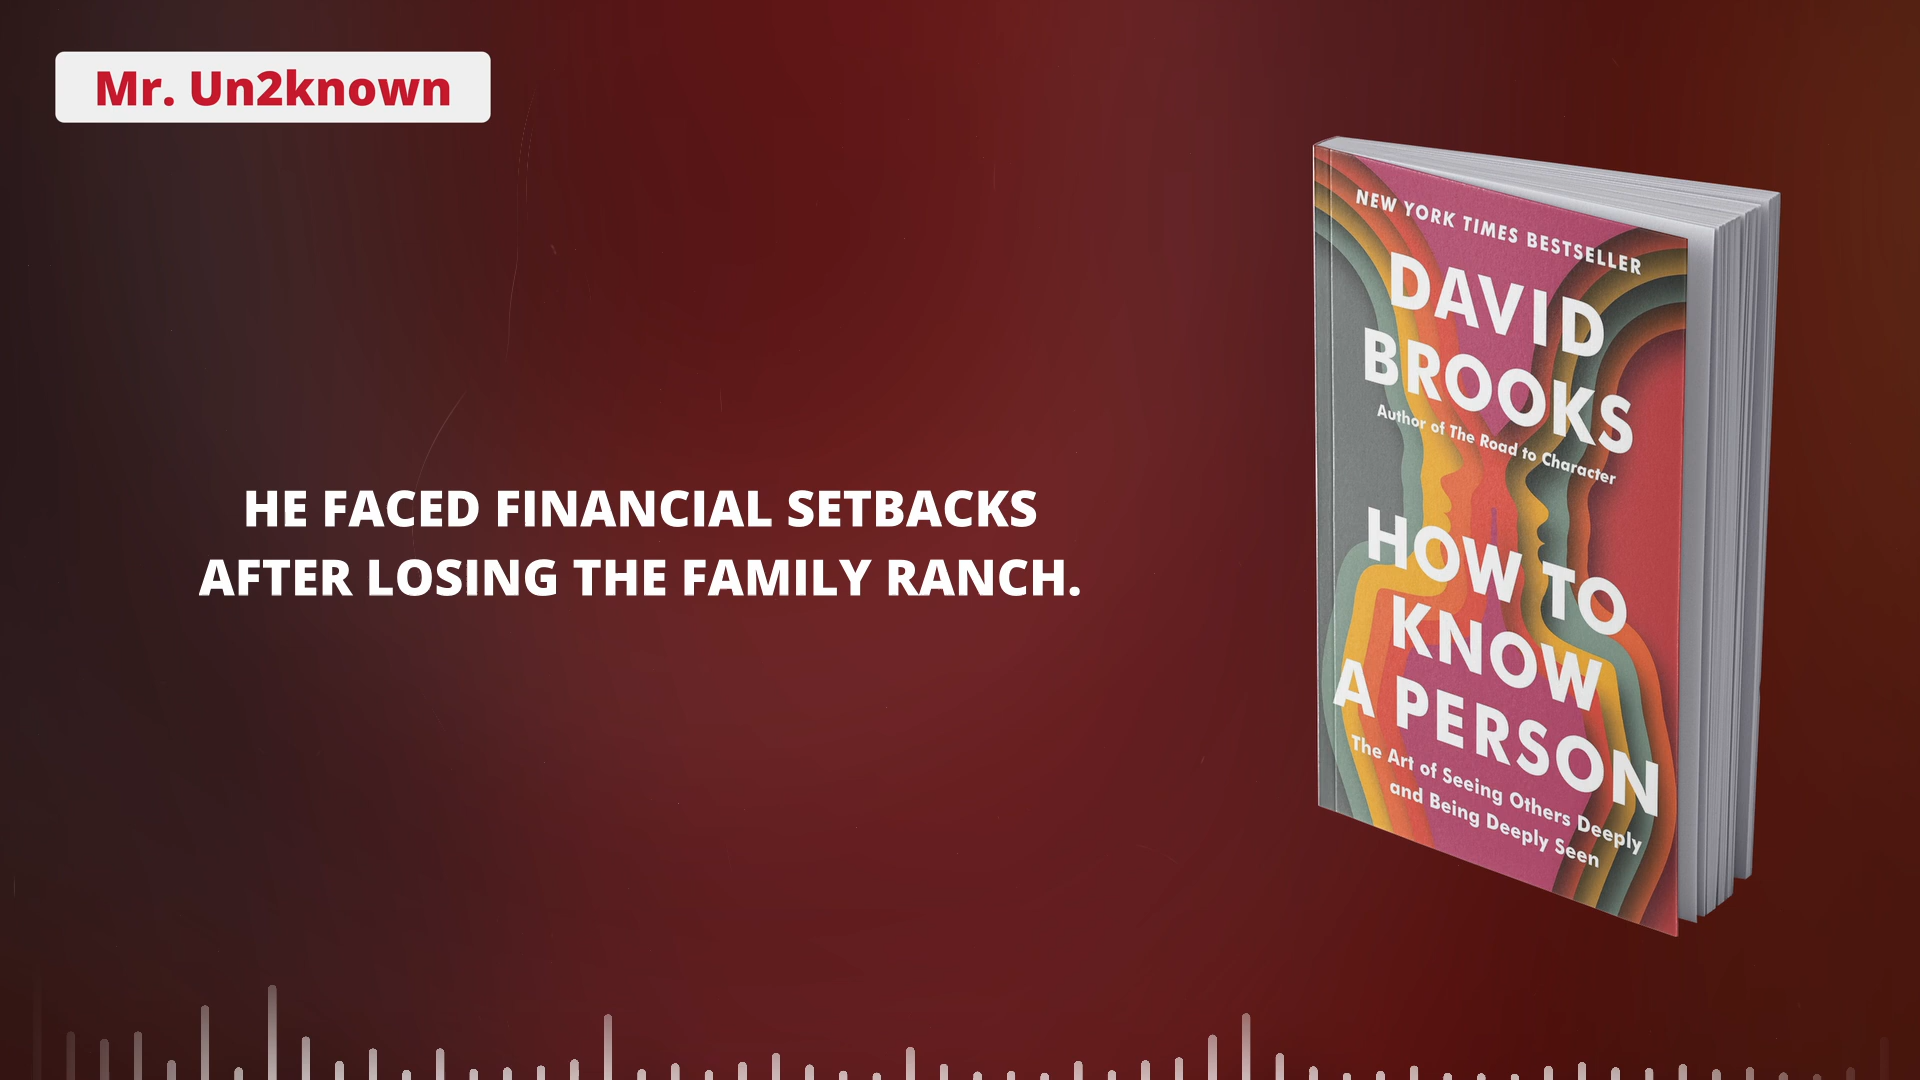 Mr. Un2known
HE FACED FINANCIAL SETBACKS
AFTER LOSING THE FAMILY RANCH.
NEW YORK TIMES BESTSELLER
DAVID
BROOKS
Author of The Road to Character
HOW TO
KNOW
A PERSON
The Art of Seeing Others Deeply
and Being Deeply Seen